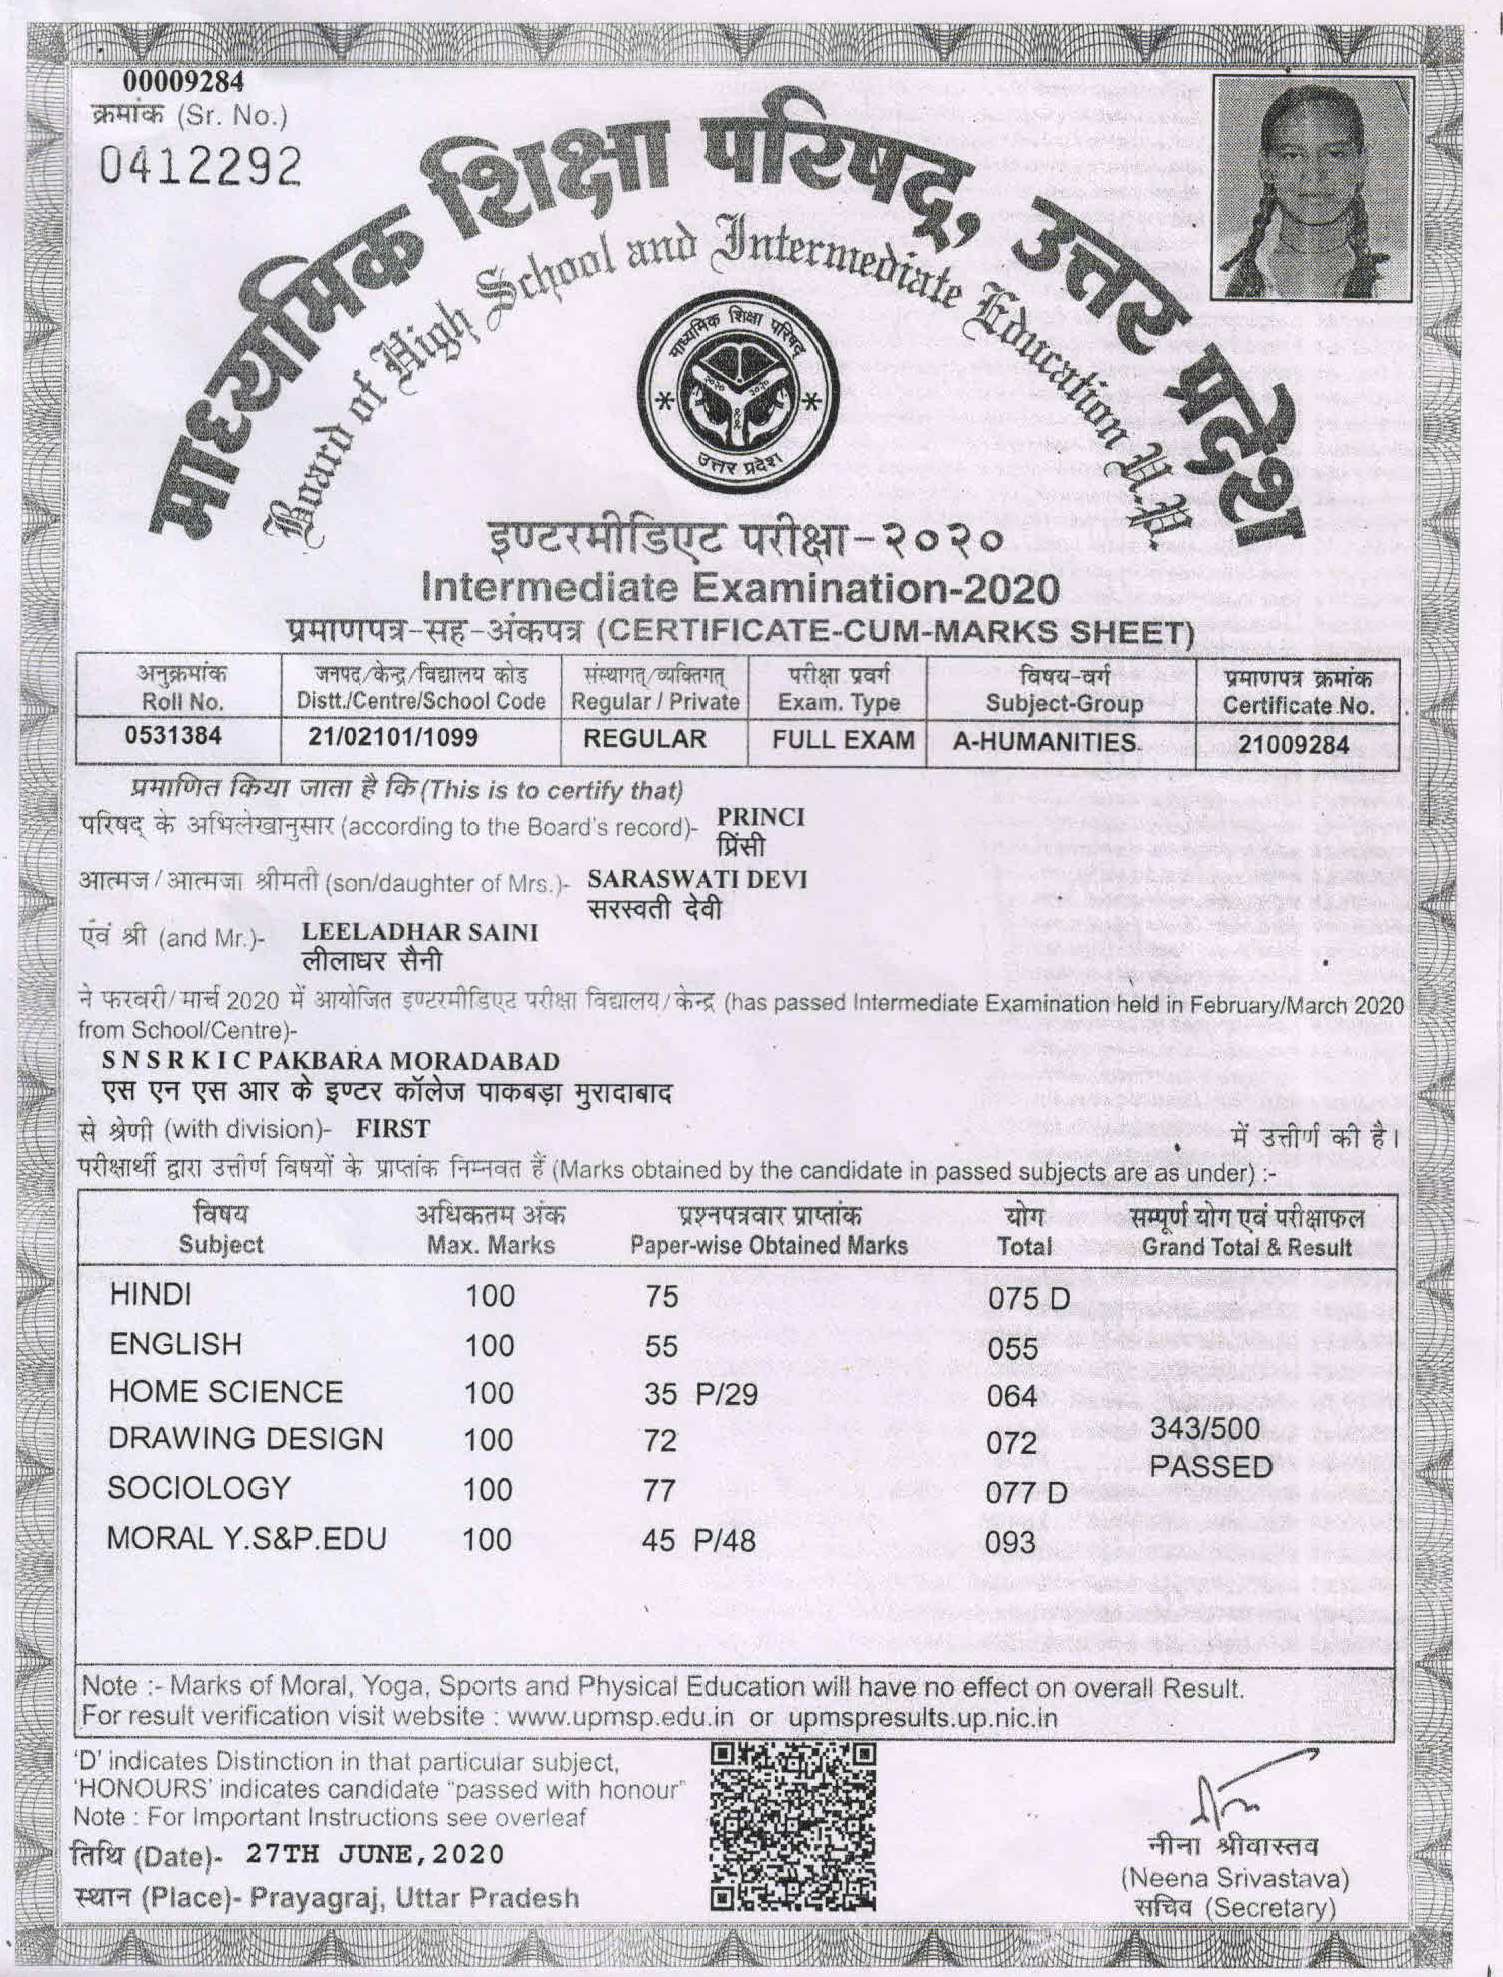 00009284
क्रमांक (Sr. No.)
0412292
माध्यमिक शिक्षा परिषद्, उत्तर प्रदेश
Board of High School and Intermediate Education U.P.
माध्यमिक शिक्षा परिषद
२०२० २०२०
उत्तर प्रदेश
इण्टरमीडिएट परीक्षा-२०२०
Intermediate Examination-2020
प्रमाणपत्र-सह-अंकपत्र (CERTIFICATE-CUM-MARKS SHEET)
अनुक्रमांक जनपद/केन्द्र/विद्यालय कोड संस्थागत/व्यक्तिगत् परीक्षा प्रवर्ग विषय-वर्ग प्रमाणपत्र क्रमांक
Roll No. Distt./Centre/School Code Regular / Private Exam. Type Subject-Group Certificate No.
0531384 21/02101/1099 REGULAR FULL EXAM A-HUMANITIES 21009284
प्रमाणित किया जाता है कि (This is to certify that)
परिषद् के अभिलेखानुसार (according to the Board's record)- PRINCI
प्रिंसी
आत्मज/आत्मजा श्रीमती (son/daughter of Mrs.)- SARASWATI DEVI
सरस्वती देवी
एंवं श्री (and Mr.)- LEELADHAR SAINI
लीलाधर सैनी
ने फरवरी/मार्च 2020 में आयोजित इण्टरमीडिएट परीक्षा विद्यालय/केन्द्र (has passed Intermediate Examination held in February/March 2020
from School/Centre)-
S N S R K I C PAKBARA MORADABAD
एस एन एस आर के इण्टर कॉलेज पाकबड़ा मुरादाबाद
से श्रेणी (with division)- FIRST में उत्तीर्ण की है।
परीक्षार्थी द्वारा उत्तीर्ण विषयों के प्राप्तांक निम्नवत हैं (Marks obtained by the candidate in passed subjects are as under) :-
विषय अधिकतम अंक प्रश्नपत्रवार प्राप्तांक योग सम्पूर्ण योग एवं परीक्षाफल
Subject Max. Marks Paper-wise Obtained Marks Total Grand Total & Result
HINDI 100 75 075 D
ENGLISH 100 55 055
HOME SCIENCE 100 35 P/29 064
DRAWING DESIGN 100 72 072
343/500
PASSED
SOCIOLOGY 100 77 077 D
MORAL Y.S&P.EDU 100 45 P/48 093
Note :- Marks of Moral, Yoga, Sports and Physical Education will have no effect on overall Result.
For result verification visit website : www.upmsp.edu.in or upmspresults.up.nic.in
'D' indicates Distinction in that particular subject,
'HONOURS' indicates candidate "passed with honour"
Note : For Important Instructions see overleaf
तिथि (Date)- 27TH JUNE, 2020
स्थान (Place)- Prayagraj, Uttar Pradesh
नीना श्रीवास्तव
(Neena Srivastava)
सचिव (Secretary)